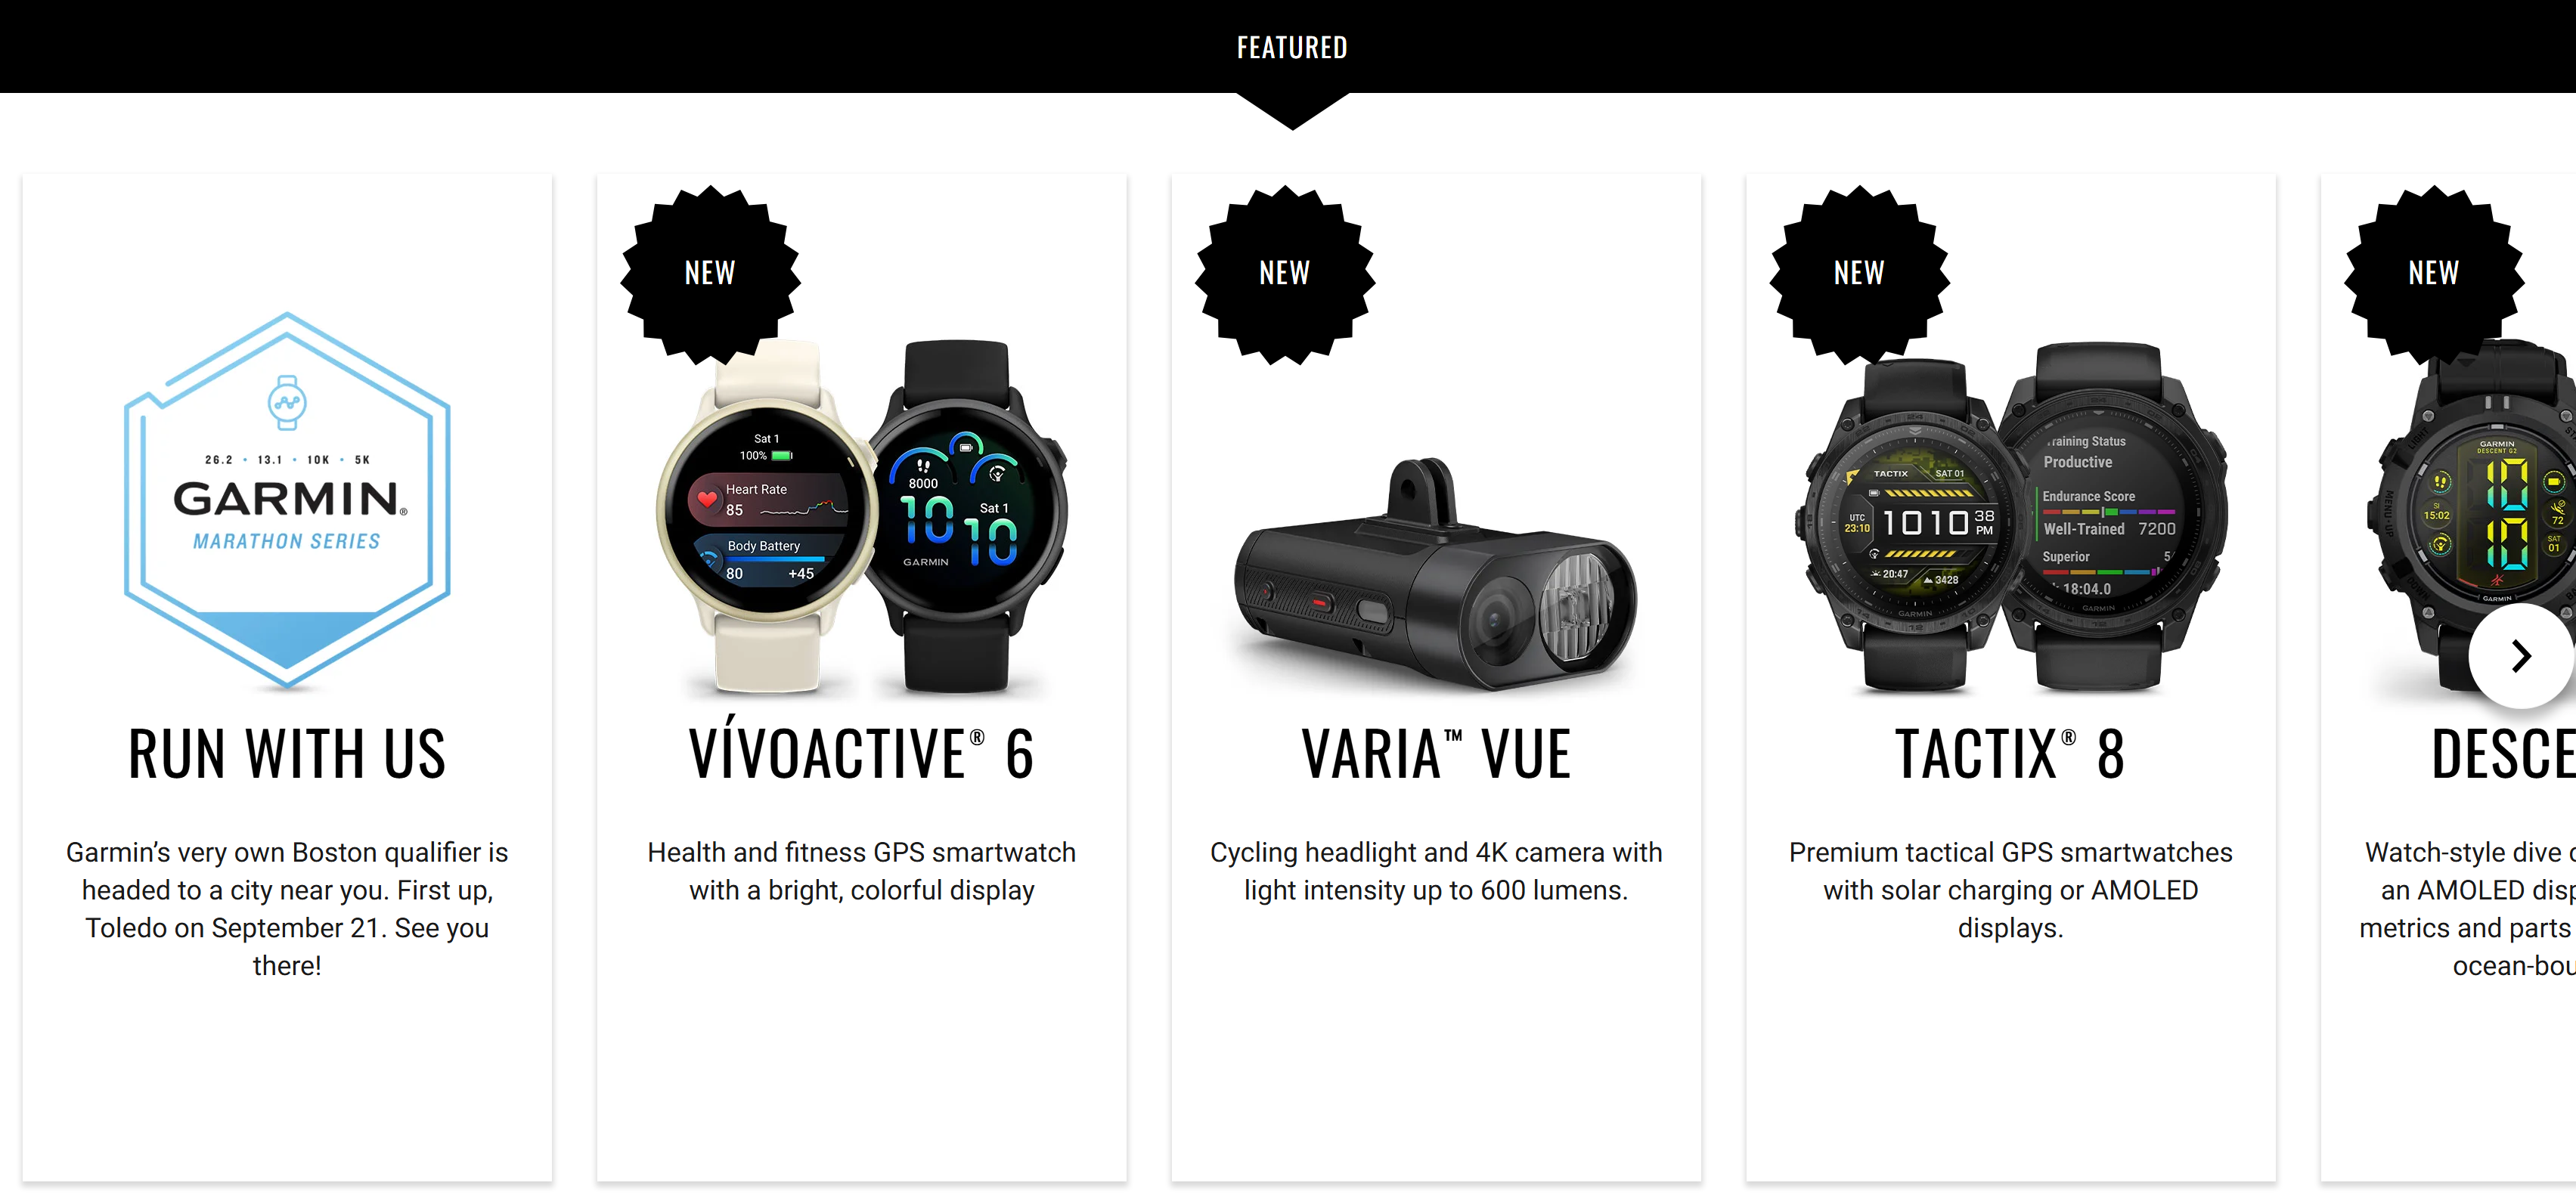 FEATURED
26.2 • 13.1 • 10K • 5K
GARMIN®
MARATHON SERIES
RUN WITH US
Garmin’s very own Boston qualifier is
headed to a city near you. First up,
Toledo on September 21. See you
there!
NEW
Sat 1
100%
Heart Rate
85
Body Battery
80 +45
8000
10
Sat 1
10
GARMIN
VÍVOACTIVE® 6
Health and fitness GPS smartwatch
with a bright, colorful display
NEW
VARIA™ VUE
Cycling headlight and 4K camera with
light intensity up to 600 lumens.
NEW
TACTIX SAT 01
UTC
23:10
10 10 38
PM
20:47
3428
GARMIN
Training Status
Productive
Endurance Score
Well-Trained 7200
Superior
18:04.0
GARMIN
TACTIX® 8
Premium tactical GPS smartwatches
with solar charging or AMOLED
displays.
NEW
GARMIN
DESCENT G2
10
15:02
72
10
SAT
01
GARMIN
DESCE
Watch-style dive
an AMOLED disp
metrics and parts
ocean-bou